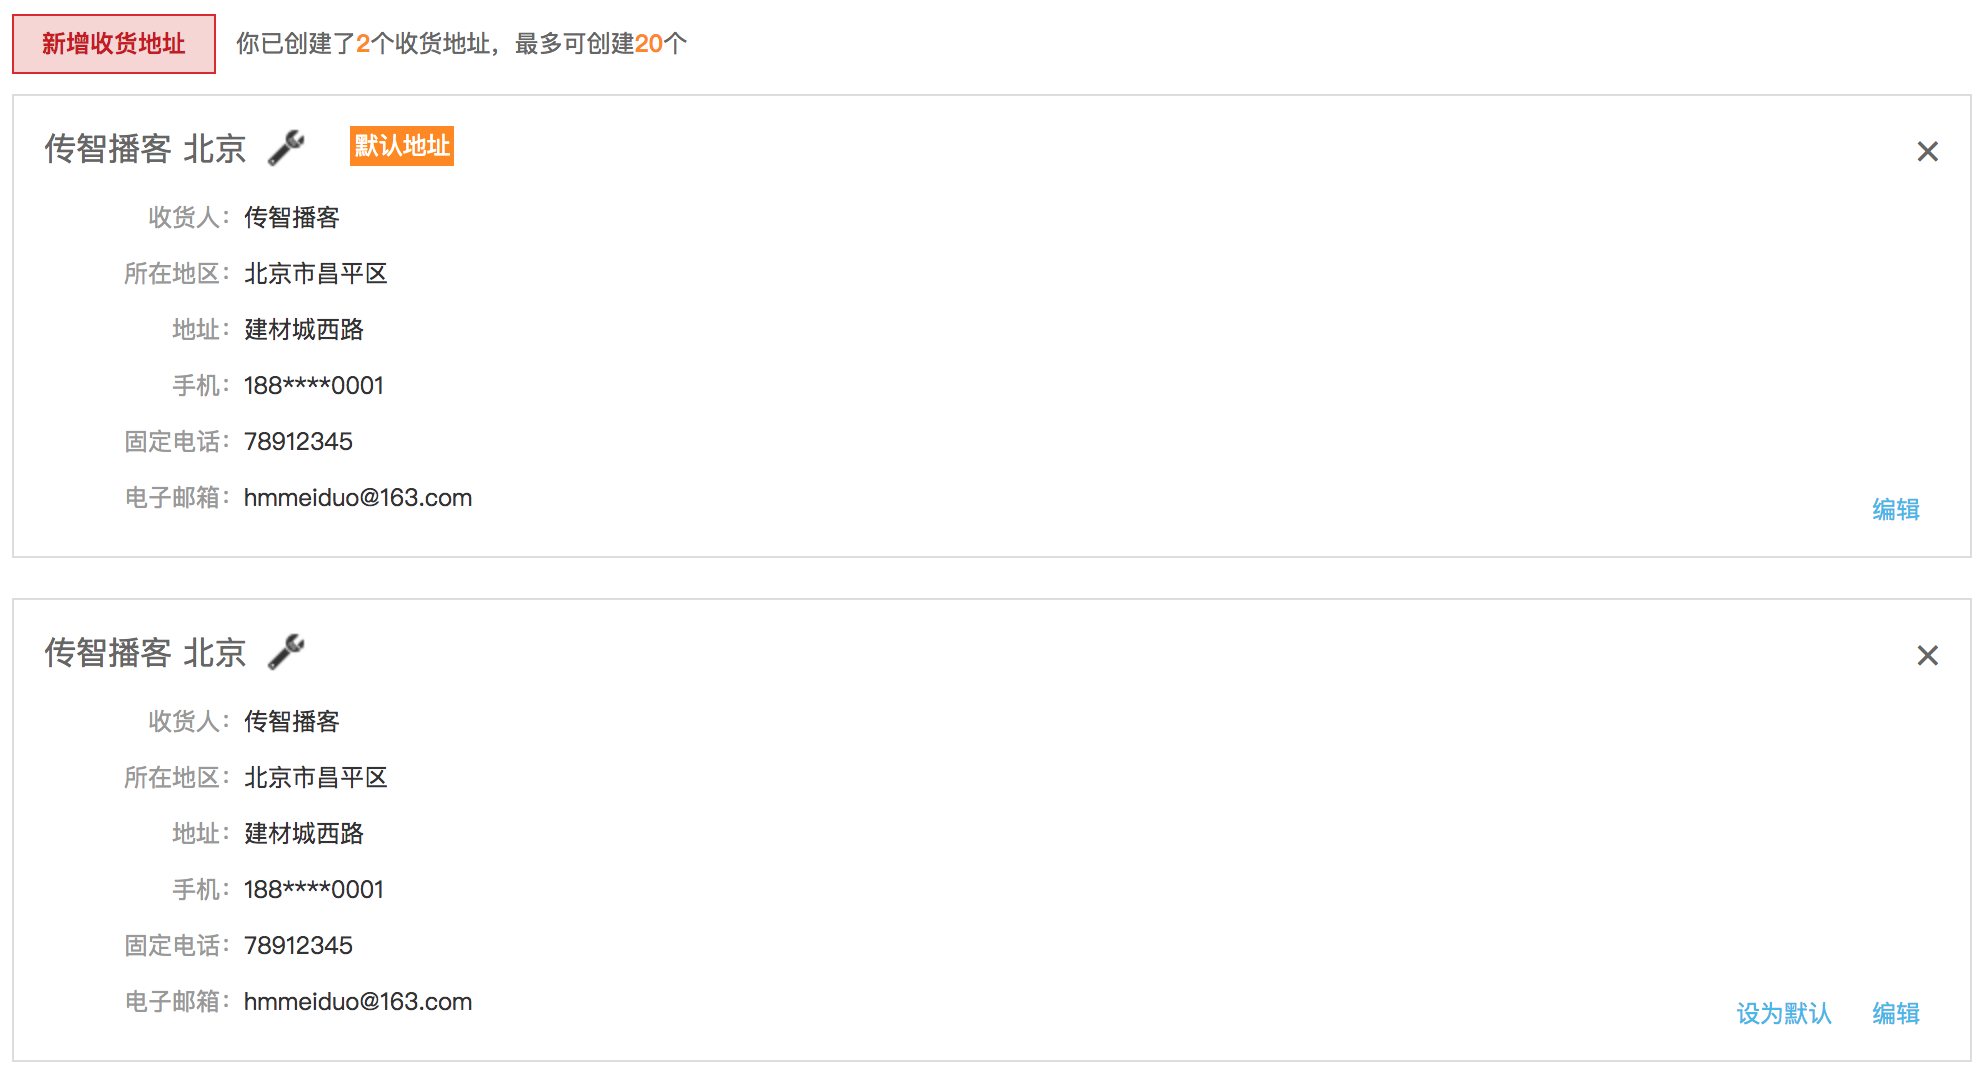 新增收货地址 你已创建了2个收货地址，最多可创建20个
传智播客 北京 默认地址
收货人：传智播客
所在地区：北京市昌平区
地址：建材城西路
手机：188****0001
固定电话：78912345
电子邮箱：hmmeiduo@163.com
编辑
传智播客 北京
收货人：传智播客
所在地区：北京市昌平区
地址：建材城西路
手机：188****0001
固定电话：78912345
电子邮箱：hmmeiduo@163.com
设为默认 编辑